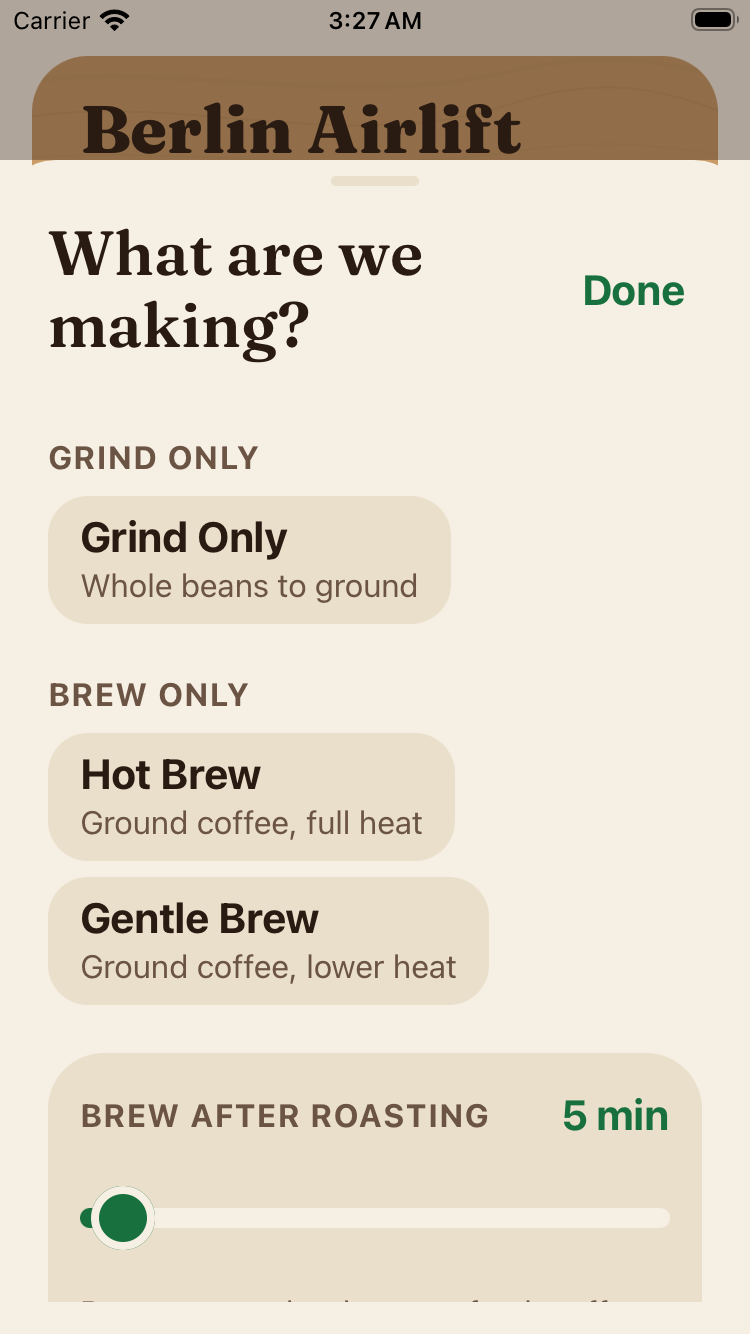 Carrier
3:27 AM
Berlin Airlift
What are we
making?
Done
GRIND ONLY
Grind Only
Whole beans to ground
BREW ONLY
Hot Brew
Ground coffee, full heat
Gentle Brew
Ground coffee, lower heat
BREW AFTER ROASTING
5 min